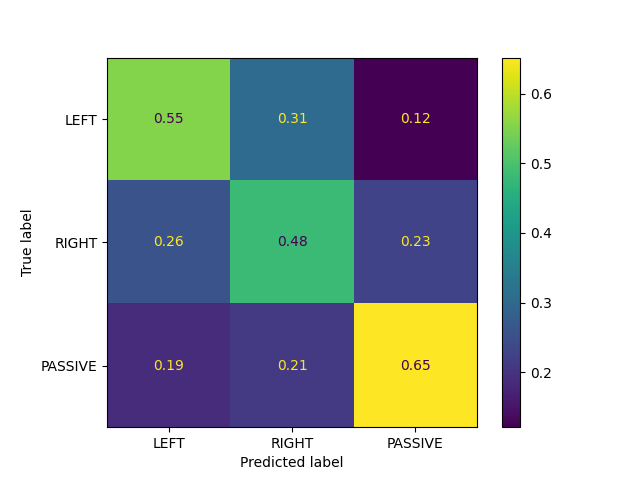 True label
LEFT 0.55 0.31 0.12
RIGHT 0.26 0.48 0.23
PASSIVE 0.19 0.21 0.65
LEFT RIGHT PASSIVE
Predicted label
0.6
0.5
0.4
0.3
0.2